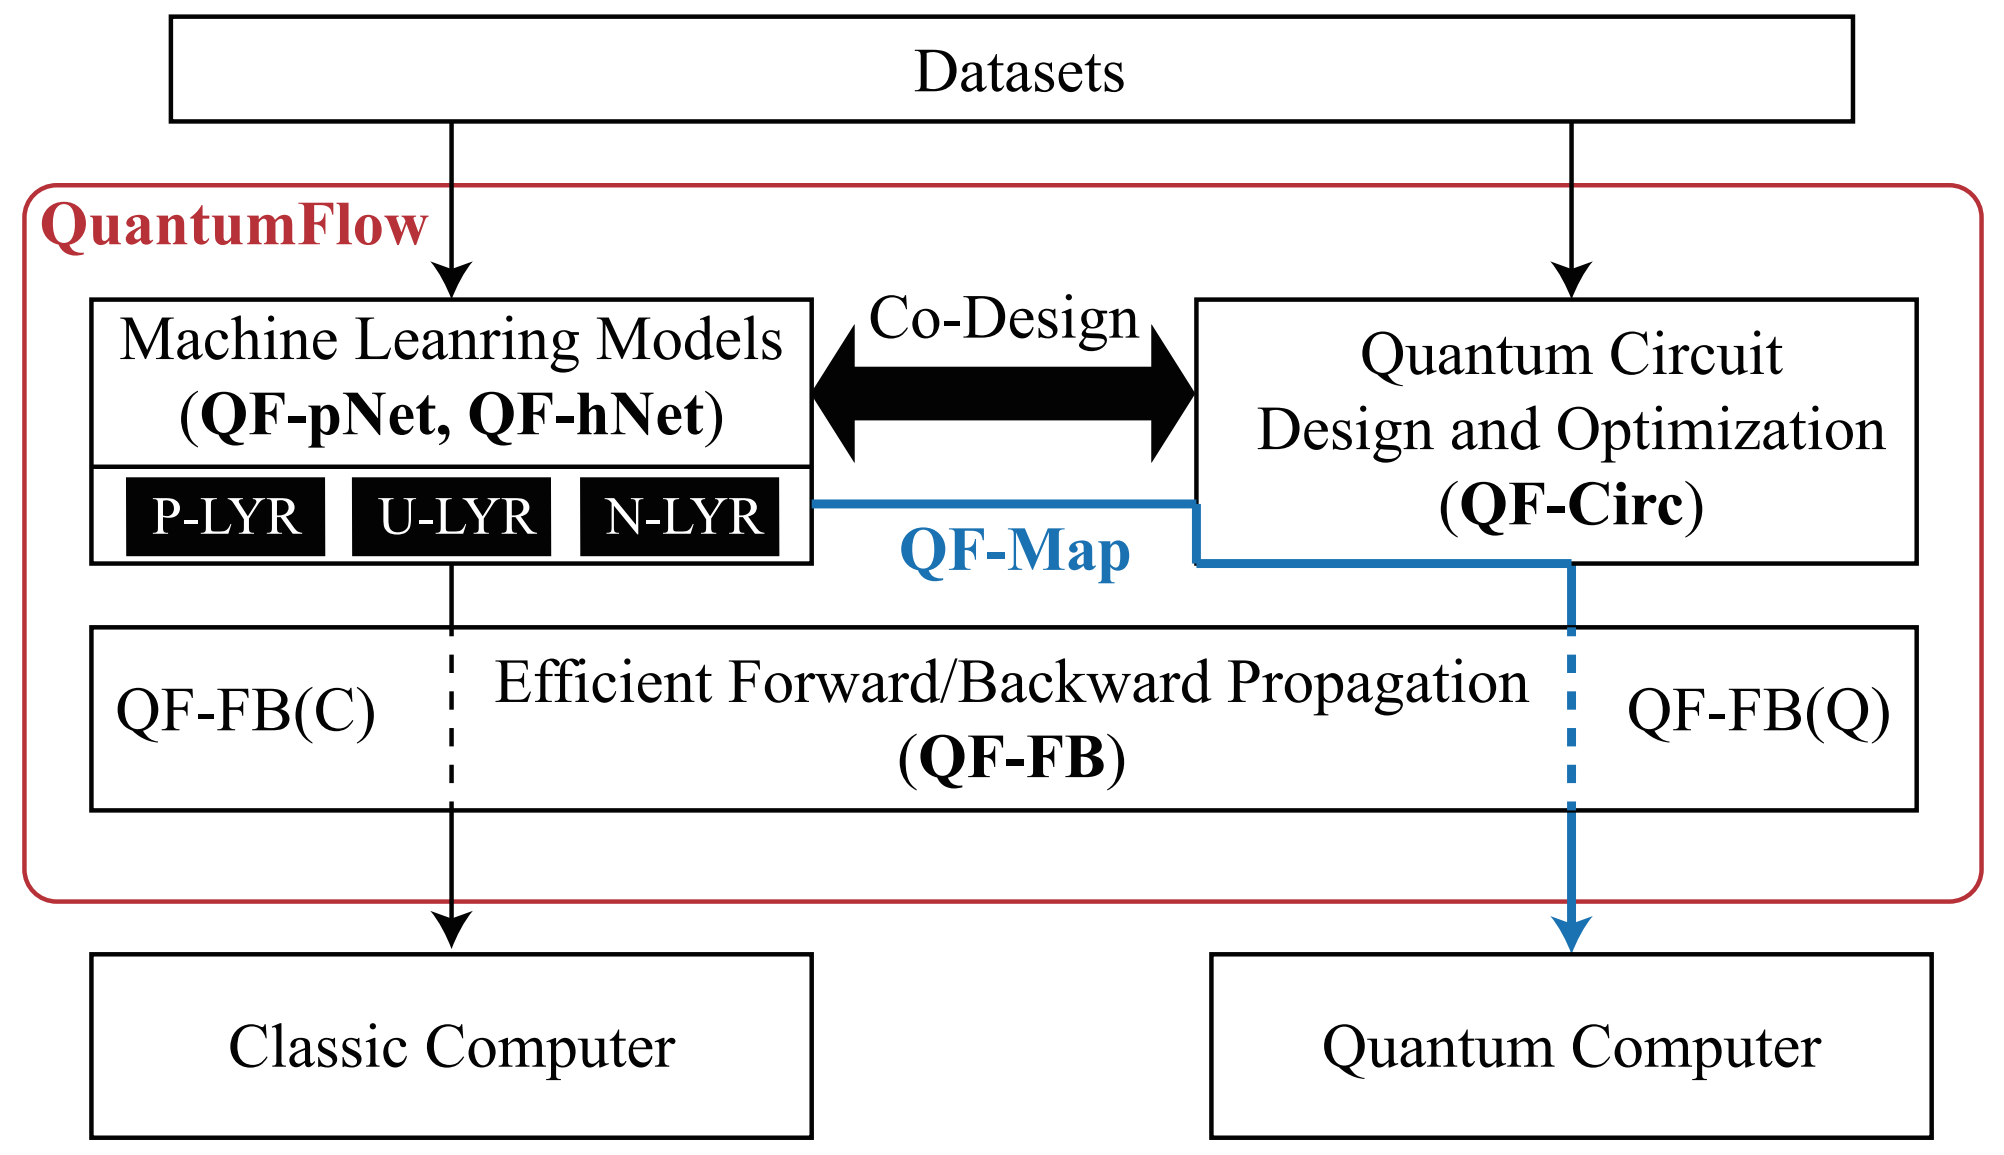 Datasets
QuantumFlow
Machine Leanring Models
(QF-pNet, QF-hNet)
P-LYR U-LYR N-LYR
Co-Design
QF-Map
Quantum Circuit
Design and Optimization
(QF-Circ)
QF-FB(C)
Efficient Forward/Backward Propagation
(QF-FB)
QF-FB(Q)
Classic Computer
Quantum Computer